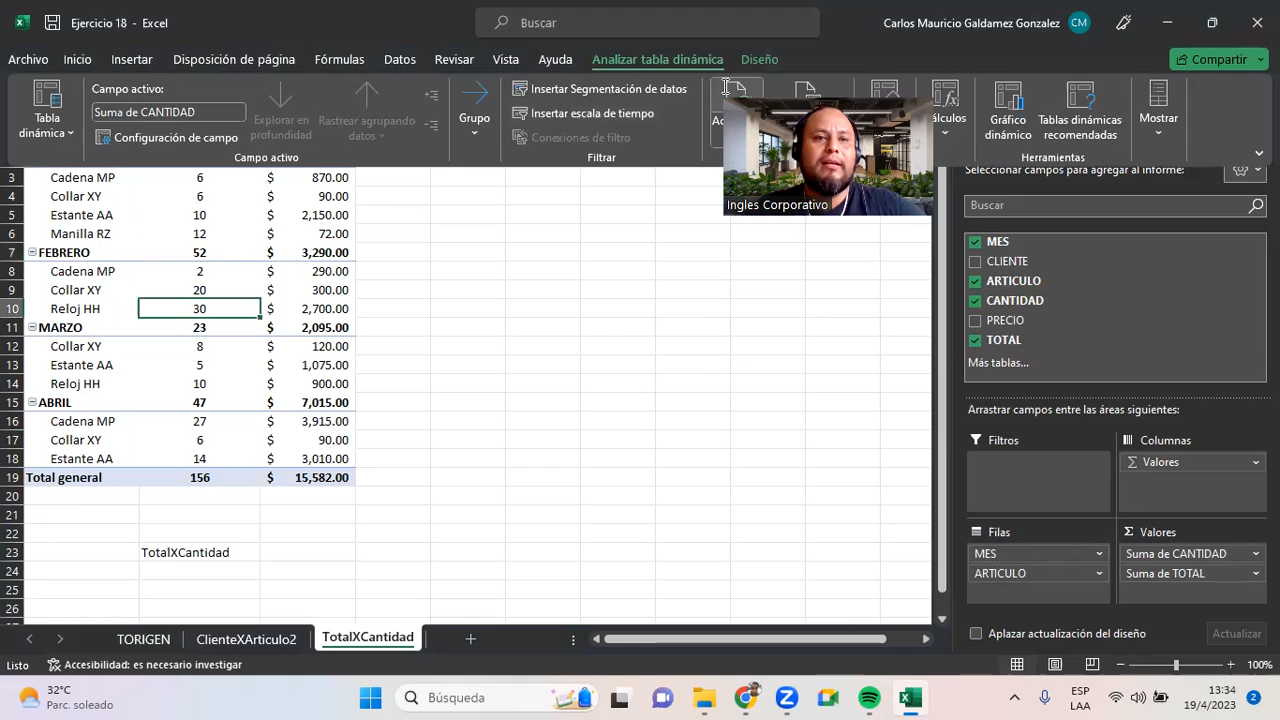 Ejercicio 18 - Excel
Buscar
Carlos Mauricio Galdamez Gonzalez
CM
Archivo Inicio Insertar Disposición de página Fórmulas Datos Revisar Vista Ayuda Analizar tabla dinámica Diseño
Compartir
Tabla dinámica
Campo activo:
Suma de CANTIDAD
Configuración de campo
Explorar en profundidad
Rastrear agrupando datos
Campo activo
Grupo
Insertar Segmentación de datos
Insertar escala de tiempo
Conexiones de filtro
Filtrar
Gráfico dinámico
Tablas dinámicas recomendadas
Herramientas
Mostrar
Ingles Corporativo
3 Cadena MP 6 $ 870.00
4 Collar XY 6 $ 90.00
5 Estante AA 10 $ 2,150.00
6 Manilla RZ 12 $ 72.00
7 FEBRERO 52 $ 3,290.00
8 Cadena MP 2 $ 290.00
9 Collar XY 20 $ 300.00
10 Reloj HH 30 $ 2,700.00
11 MARZO 23 $ 2,095.00
12 Collar XY 8 $ 120.00
13 Estante AA 5 $ 1,075.00
14 Reloj HH 10 $ 900.00
15 ABRIL 47 $ 7,015.00
16 Cadena MP 27 $ 3,915.00
17 Collar XY 6 $ 90.00
18 Estante AA 14 $ 3,010.00
19 Total general 156 $ 15,582.00
20
21
22
23 TotalXCantidad
24
25
26
Seleccionar campos para agregar al informe:
Buscar
MES
CLIENTE
ARTICULO
CANTIDAD
PRECIO
TOTAL
Más tablas...
Arrastrar campos entre las áreas siguientes:
Filtros
Columnas
Σ Valores
Filas
MES
ARTICULO
Σ Valores
Suma de CANTIDAD
Suma de TOTAL
Aplazar actualización del diseño
Actualizar
TORIGEN ClienteXArticulo2 TotalXCantidad
Listo
Accesibilidad: es necesario investigar
100%
32°C
Parc. soleado
Búsqueda
ESP
LAA
13:34
19/4/2023
2